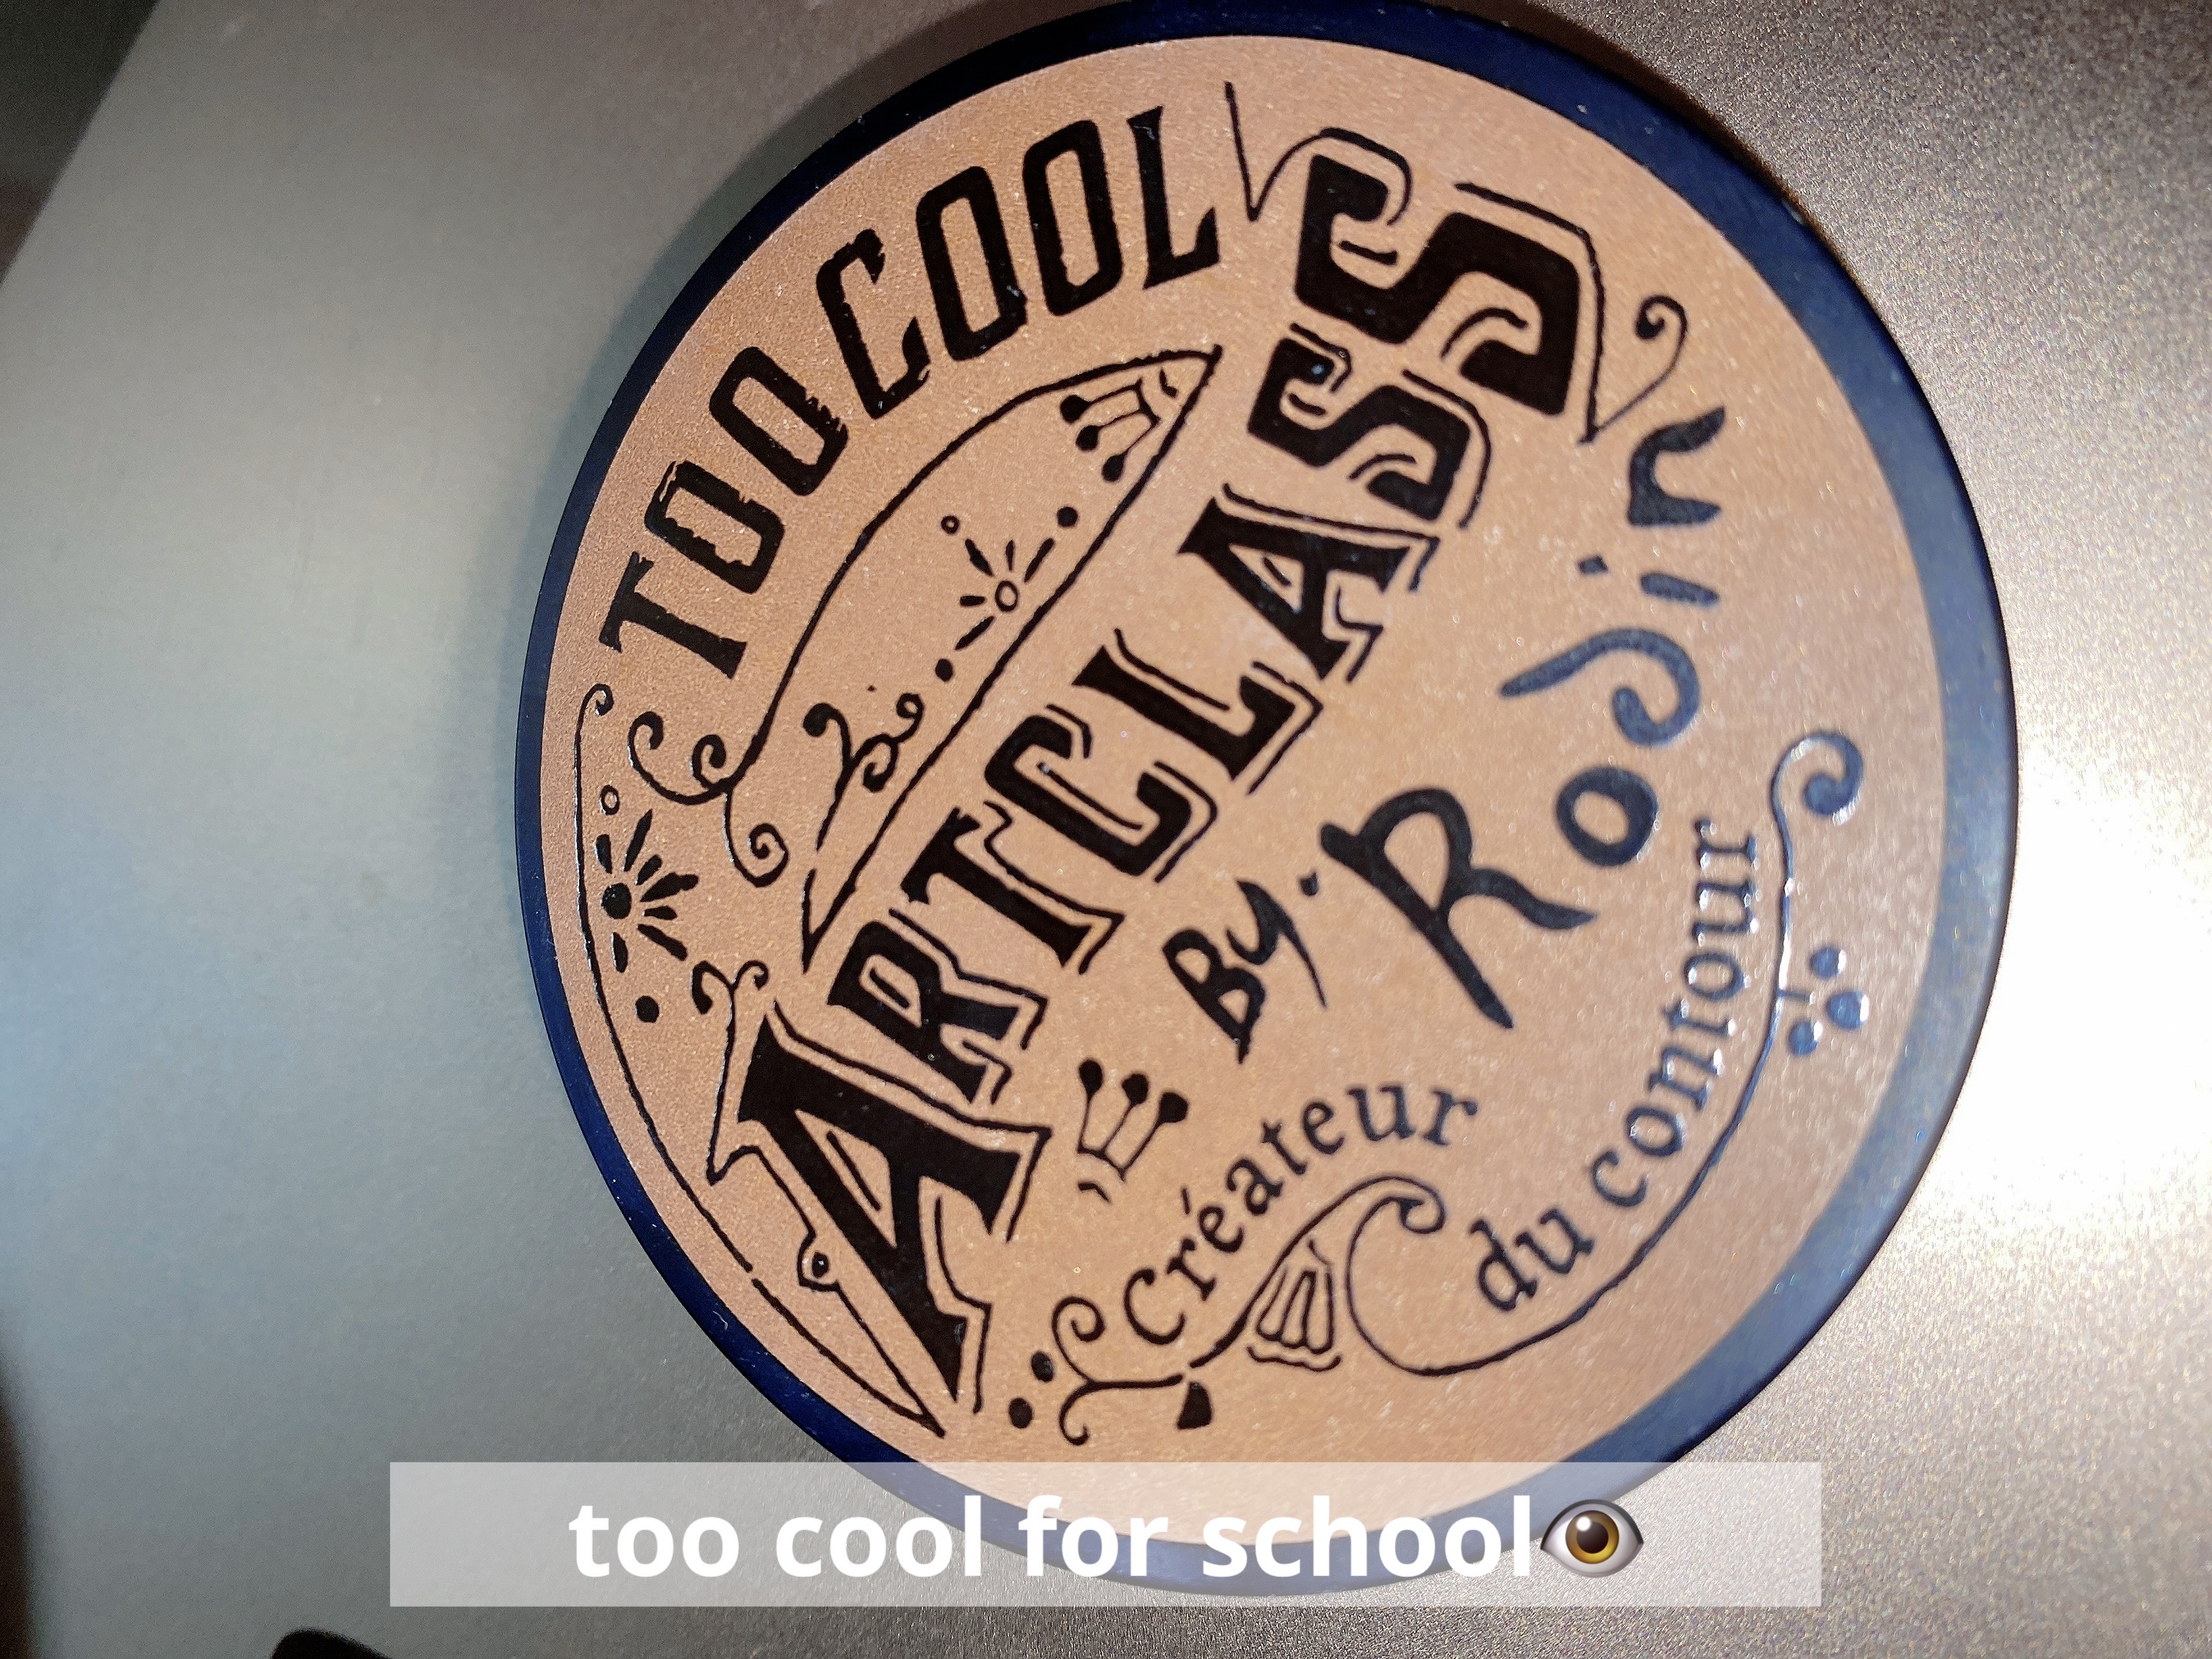 TOO COOL
ARTCLASS
By. Rodin
Créateur
du contour
too cool for school👁